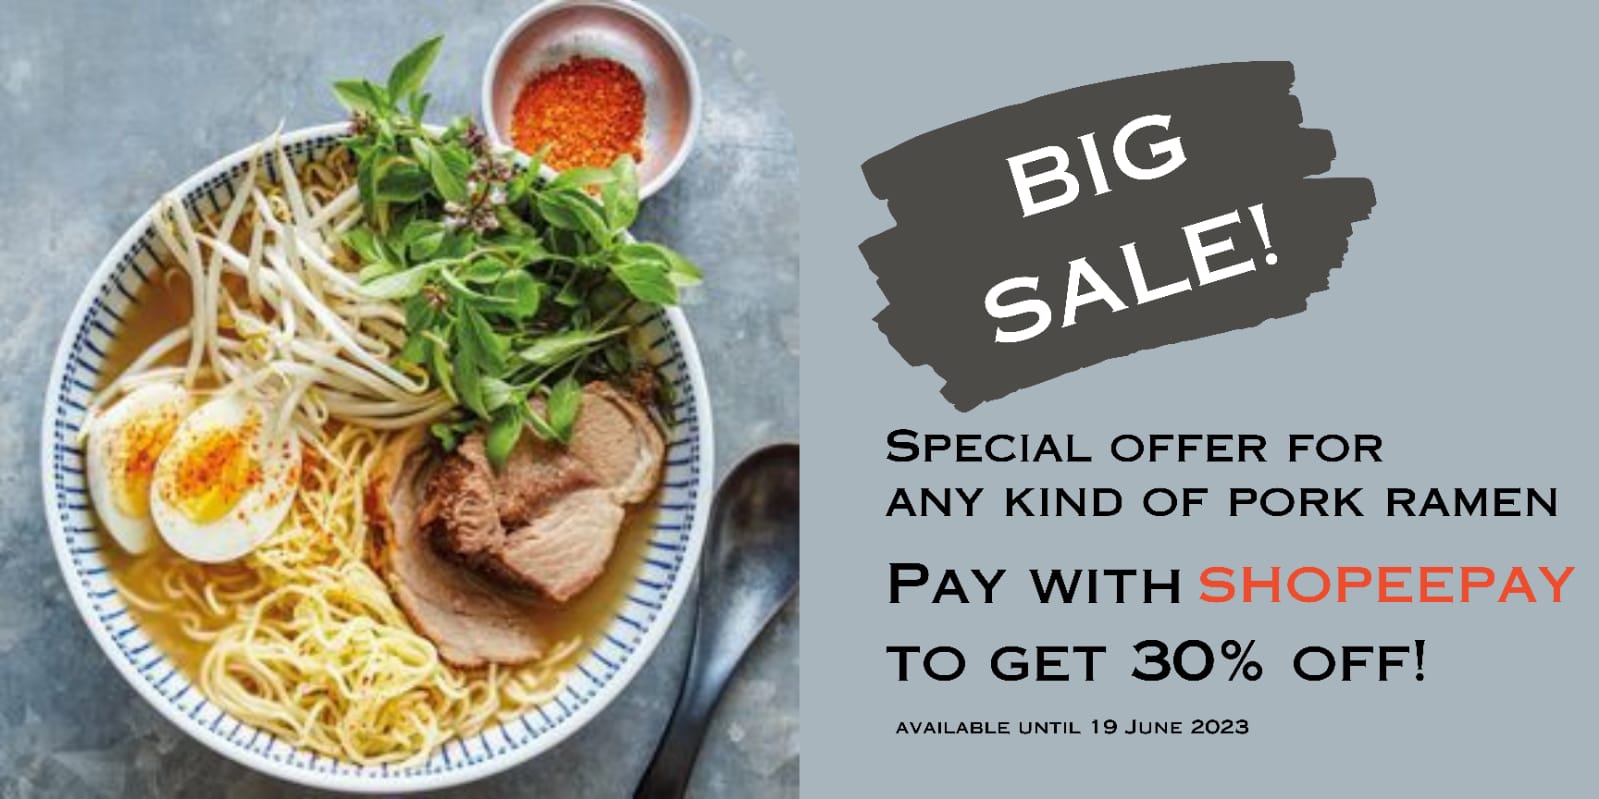 BIG
SALE!
SPECIAL OFFER FOR
ANY KIND OF PORK RAMEN
PAY WITH SHOPEEPAY
TO GET 30% OFF!
AVAILABLE UNTIL 19 JUNE 2023